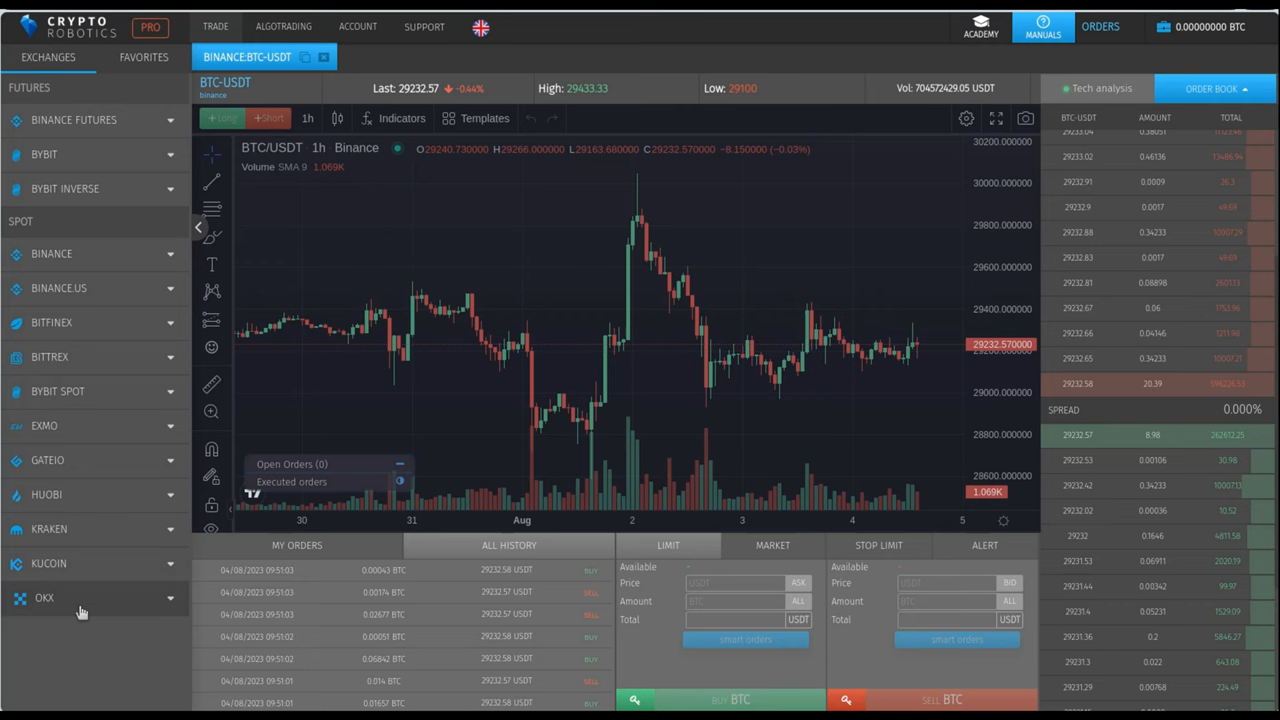 CRYPTO ROBOTICS PRO
TRADE ALGOTRADING ACCOUNT SUPPORT
ACADEMY MANUALS ORDERS 0.00000000 BTC
EXCHANGES FAVORITES
BINANCE:BTC-USDT
FUTURES
BINANCE FUTURES
BYBIT
BYBIT INVERSE
SPOT
BINANCE
BINANCE.US
BITFINEX
BITTREX
BYBIT SPOT
EXMO
GATEIO
HUOBI
KRAKEN
KUCOIN
OKX
BTC-USDT
binance
Last: 29232.57 -0.44% High: 29433.33 Low: 29100 Vol: 704572429.05 USDT
+Long +Short 1h Indicators Templates
BTC/USDT 1h Binance O29240.730000 H29266.000000 L29163.680000 C29232.570000 −8.150000 (−0.03%)
Volume SMA 9 1.069K
30200.000000
30000.000000
29800.000000
29600.000000
29400.000000
29232.570000
29000.000000
28800.000000
28600.000000
1.069K
Open Orders (0)
Executed orders
30 31 Aug 2 3 4 5
Tech analysis ORDER BOOK
BTC-USDT AMOUNT TOTAL
29233.04 0.38051
29233.02 0.46136 13486.94
29232.91 0.0009 26.3
29232.9 0.0017 49.69
29232.88 0.34233 10007.29
29232.83 0.0017 49.69
29232.81 0.08898 2601.13
29232.67 0.06 1753.96
29232.66 0.04146 1211.98
29232.65 0.34233 10007.21
29232.58 20.39 596226.53
SPREAD 0.000%
29232.57 8.98 262612.25
29232.53 0.00106 30.98
29232.42 0.34233 10007.13
29232.02 0.00036 10.52
29232 0.1646 4811.58
29231.53 0.06911 2020.19
29231.44 0.00342 99.97
29231.4 0.05231 1529.09
29231.36 0.2 5846.27
29231.3 0.022 643.08
29231.29 0.00768 224.49
MY ORDERS ALL HISTORY
04/08/2023 09:51:03 0.00043 BTC 29232.58 USDT BUY
04/08/2023 09:51:03 0.00174 BTC 29232.57 USDT SELL
04/08/2023 09:51:03 0.02677 BTC 29232.57 USDT SELL
04/08/2023 09:51:02 0.00051 BTC 29232.58 USDT BUY
04/08/2023 09:51:02 0.06842 BTC 29232.58 USDT BUY
04/08/2023 09:51:01 0.014 BTC 29232.57 USDT SELL
04/08/2023 09:51:01 0.01657 BTC 29232.58 USDT BUY
LIMIT MARKET STOP LIMIT ALERT
Available -
Price USDT ASK
Amount BTC ALL
Total USDT
smart orders
BUY BTC
Available -
Price USDT BID
Amount BTC ALL
Total USDT
smart orders
SELL BTC